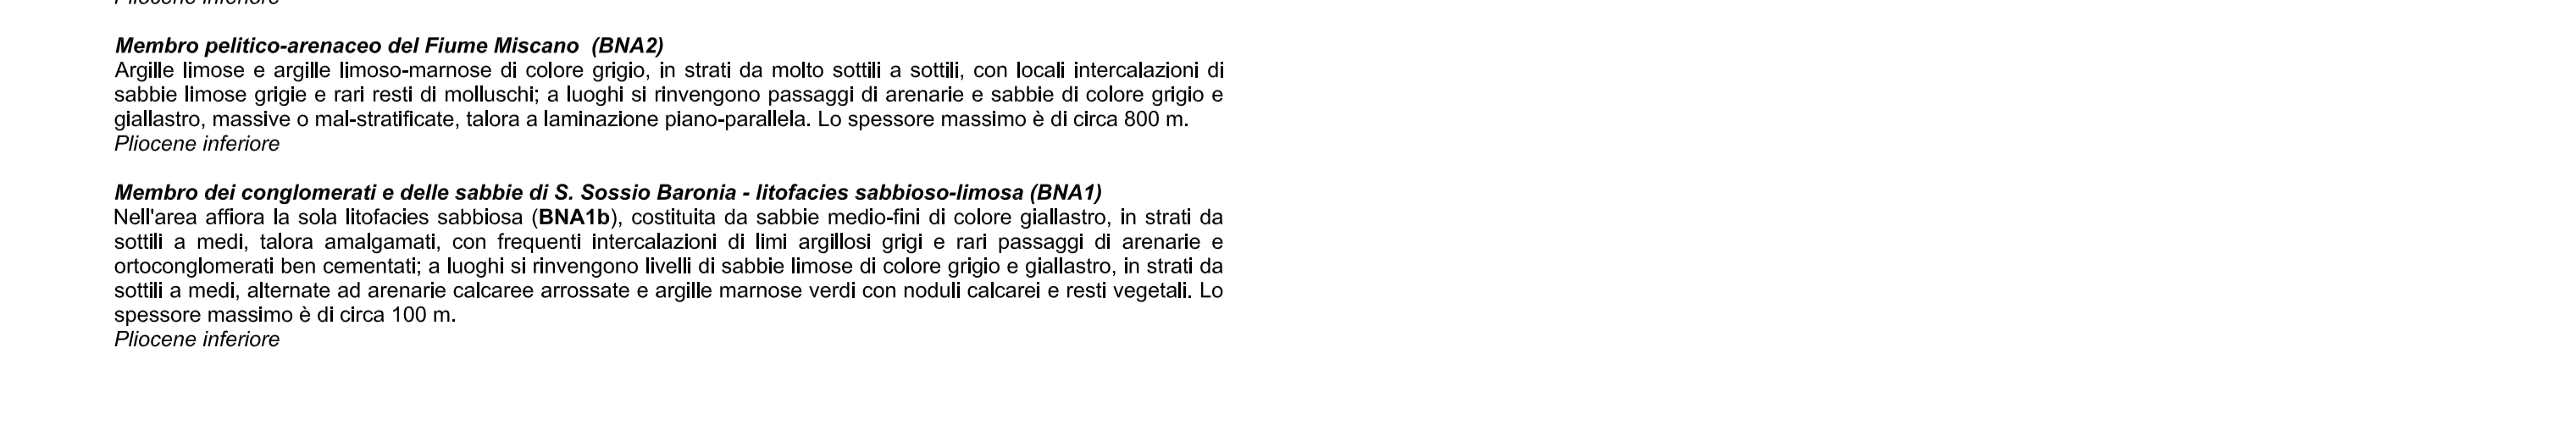 Pliocene inferiore
Membro pelitico-arenaceo del Fiume Miscano (BNA2)
Argille limose e argille limoso-marnose di colore grigio, in strati da molto sottili a sottili, con locali intercalazioni di
sabbie limose grigie e rari resti di molluschi; a luoghi si rinvengono passaggi di arenarie e sabbie di colore grigio e
giallastro, massive o mal-stratificate, talora a laminazione piano-parallela. Lo spessore massimo è di circa 800 m.
Pliocene inferiore
Membro dei conglomerati e delle sabbie di S. Sossio Baronia - litofacies sabbioso-limosa (BNA1)
Nell'area affiora la sola litofacies sabbiosa (BNA1b), costituita da sabbie medio-fini di colore giallastro, in strati da
sottili a medi, talora amalgamati, con frequenti intercalazioni di limi argillosi grigi e rari passaggi di arenarie e
ortoconglomerati ben cementati; a luoghi si rinvengono livelli di sabbie limose di colore grigio e giallastro, in strati da
sottili a medi, alternate ad arenarie calcaree arrossate e argille marnose verdi con noduli calcarei e resti vegetali. Lo
spessore massimo è di circa 100 m.
Pliocene inferiore